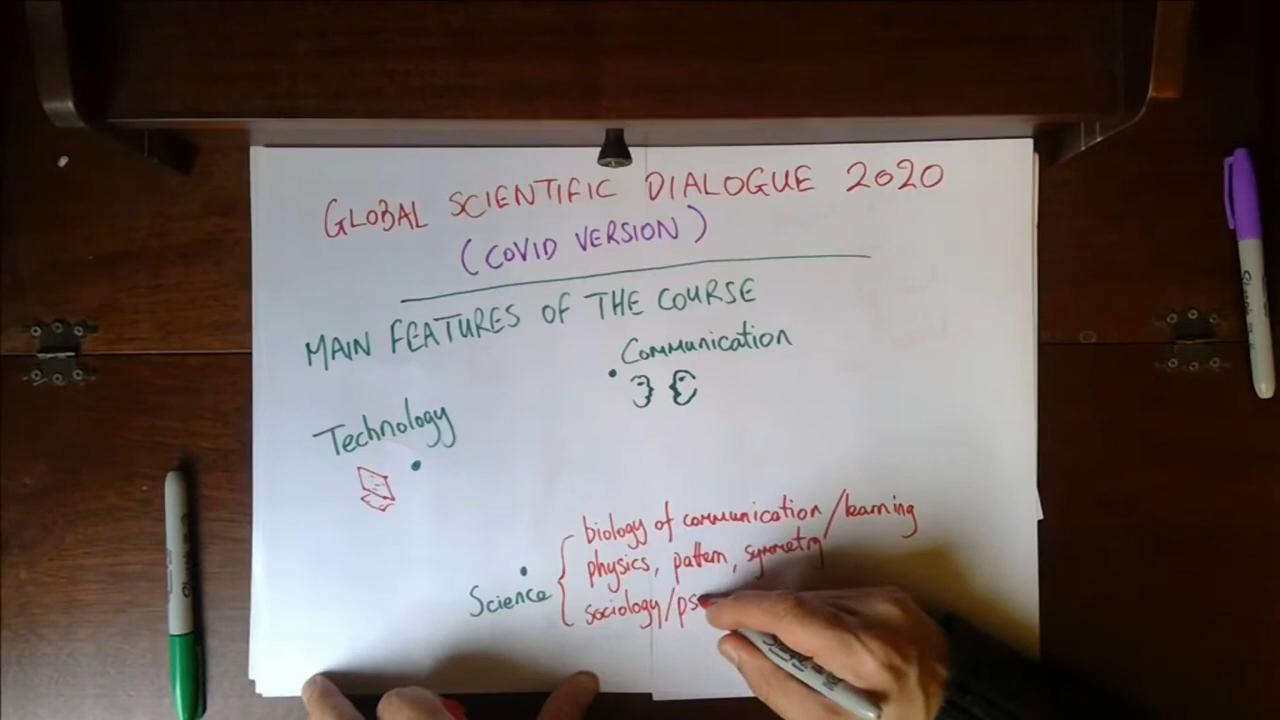 GLOBAL SCIENTIFIC DIALOGUE 2020
(COVID VERSION)
MAIN FEATURES OF THE COURSE
Communication
Technology
biology of communication/learning
physics, pattern, symmetry
Science
sociology/ps